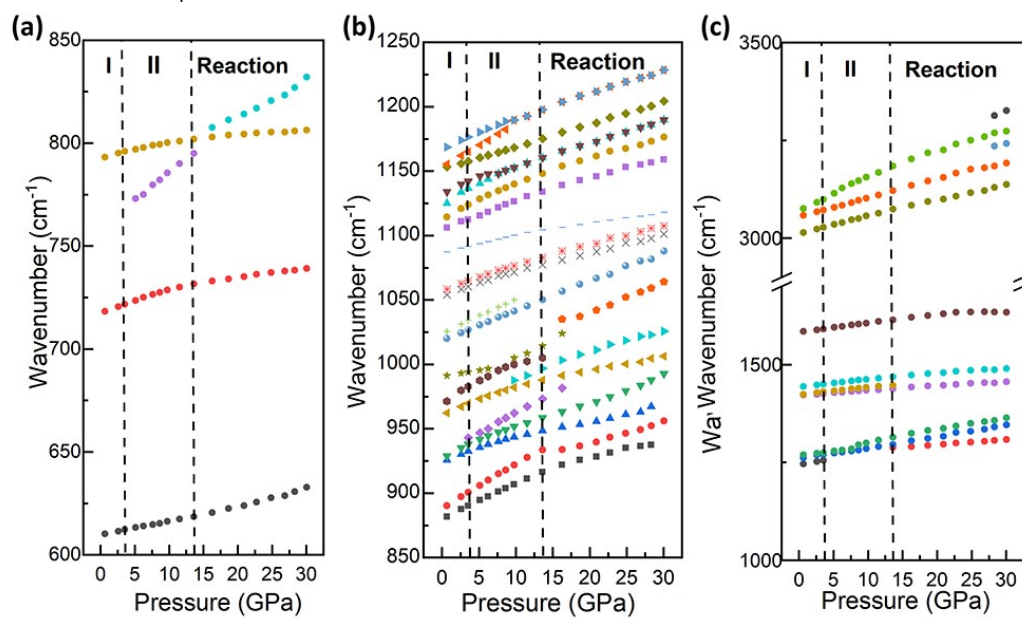 (a)
850
800
750
700
650
600
Wavenumber (cm-1)
I
II
Reaction
0 5 10 15 20 25 30
Pressure (GPa)
(b)
1250
1200
1150
1100
1050
1000
950
900
850
Wavenumber (cm-1)
I
II
Reaction
0 5 10 15 20 25 30
Pressure (GPa)
(c)
3500
3000
1500
1000
Wa Wavenumber (cm-1)
I
II
Reaction
0 5 10 15 20 25 30
Pressure (GPa)